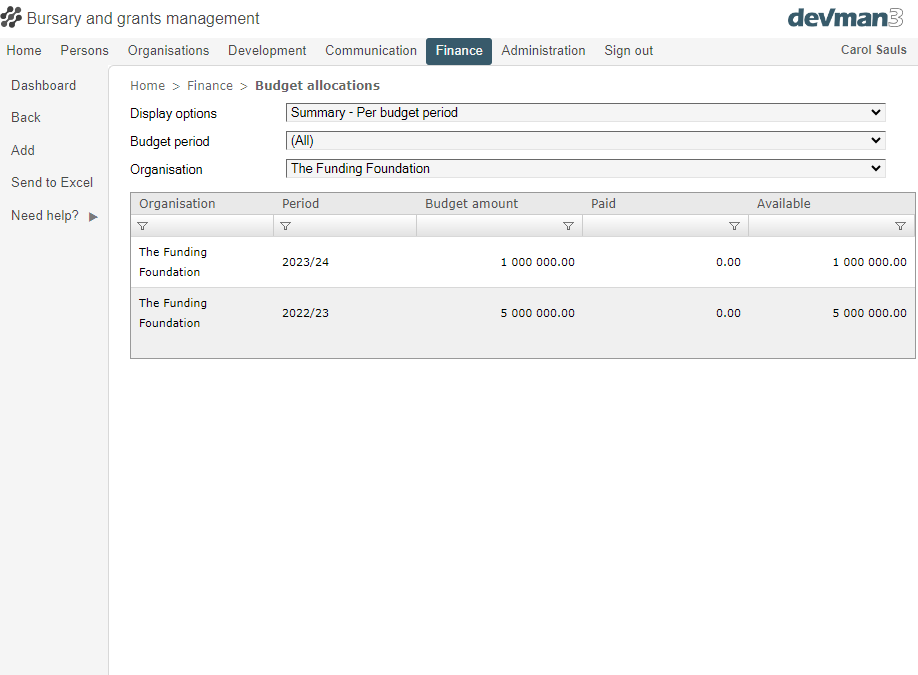 Bursary and grants management
devman3
Home Persons Organisations Development Communication Finance Administration Sign out Carol Sauls
Dashboard
Back
Add
Send to Excel
Need help?
Home > Finance > Budget allocations
Display options Summary - Per budget period
Budget period (All)
Organisation The Funding Foundation
Organisation Period Budget amount Paid Available
The Funding
Foundation
2023/24 1 000 000.00 0.00 1 000 000.00
The Funding
Foundation
2022/23 5 000 000.00 0.00 5 000 000.00